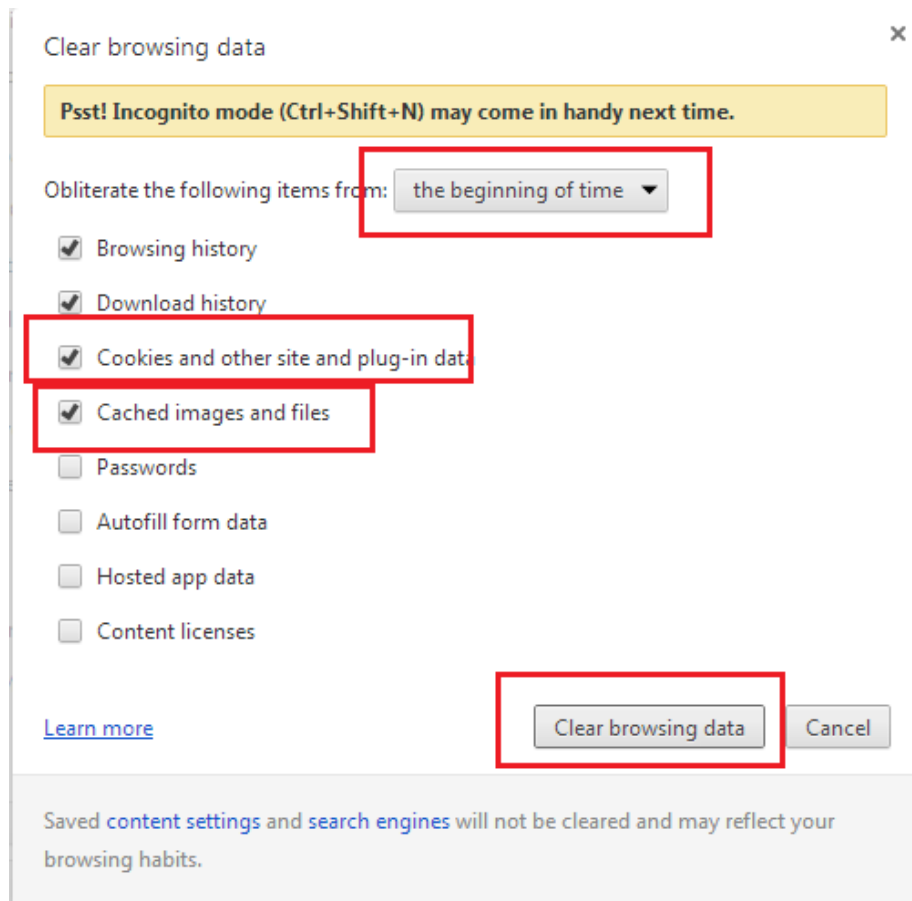 Clear browsing data
Psst! Incognito mode (Ctrl+Shift+N) may come in handy next time.
Obliterate the following items from: the beginning of time
Browsing history
Download history
Cookies and other site and plug-in data
Cached images and files
Passwords
Autofill form data
Hosted app data
Content licenses
Learn more Clear browsing data Cancel
Saved content settings and search engines will not be cleared and may reflect your
browsing habits.